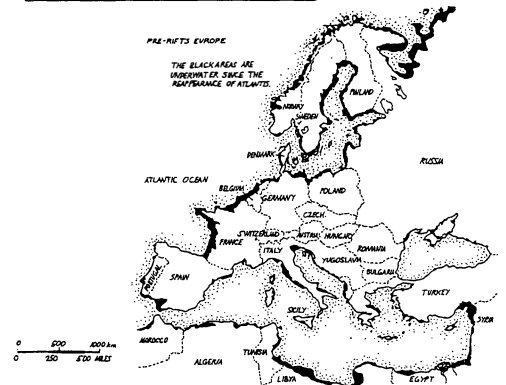 PRE-RIFTS EUROPE
THE BLACK AREAS ARE
UNDERWATER SINCE THE
REAPPEARANCE OF ATLANTIS.
NORWAY
SWEDEN
FINLAND
DENMARK
CZECH.
RUSSIA
ATLANTIC OCEAN
BELGIUM
GERMANY
POLAND
CZECH.
FRANCE
SWITZERLAND
AUSTRIA
HUNGARY
ROMANIA
ITALY
YUGOSLAVIA
BULGARIA
PORTUGAL
SPAIN
TURKEY
SICILY
SYRIA
MOROCCO
ALGERIA
TUNISIA
LIBYA
EGYPT
0 500 1000 km
0 250 500 MILES